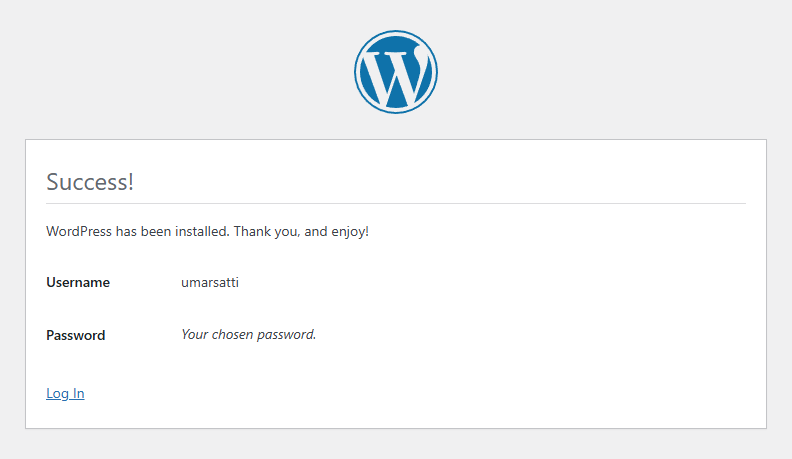 Success!
WordPress has been installed. Thank you, and enjoy!
Username umarsatti
Password Your chosen password.
Log In